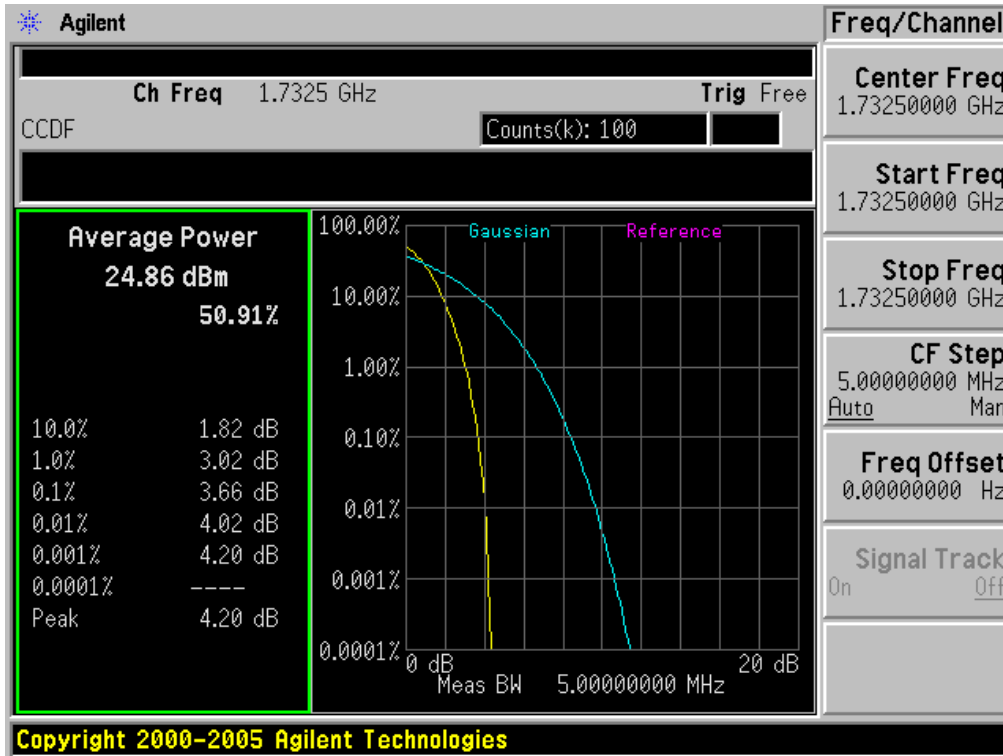 Agilent
Freq/Channel
Ch Freq 1.7325 GHz Trig Free
CCDF Counts(k): 100
Average Power
24.86 dBm
50.91%
10.0% 1.82 dB
1.0% 3.02 dB
0.1% 3.66 dB
0.01% 4.02 dB
0.001% 4.20 dB
0.0001% ----
Peak 4.20 dB
Gaussian Reference
100.00%
10.00%
1.00%
0.10%
0.01%
0.001%
0.0001%
0 dB 20 dB
Meas BW 5.00000000 MHz
Center Freq
1.73250000 GHz
Start Freq
1.73250000 GHz
Stop Freq
1.73250000 GHz
CF Step
5.00000000 MHz
Auto Man
Freq Offset
0.00000000 Hz
Signal Track
On Off
Copyright 2000-2005 Agilent Technologies